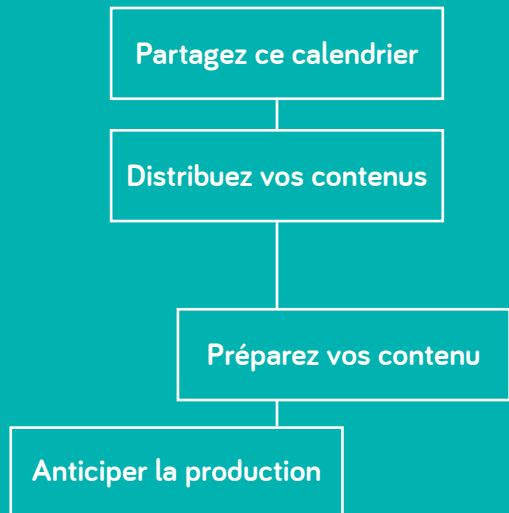 Partagez ce calendrier
Distribuez vos contenus
Préparez vos contenu
Anticiper la production